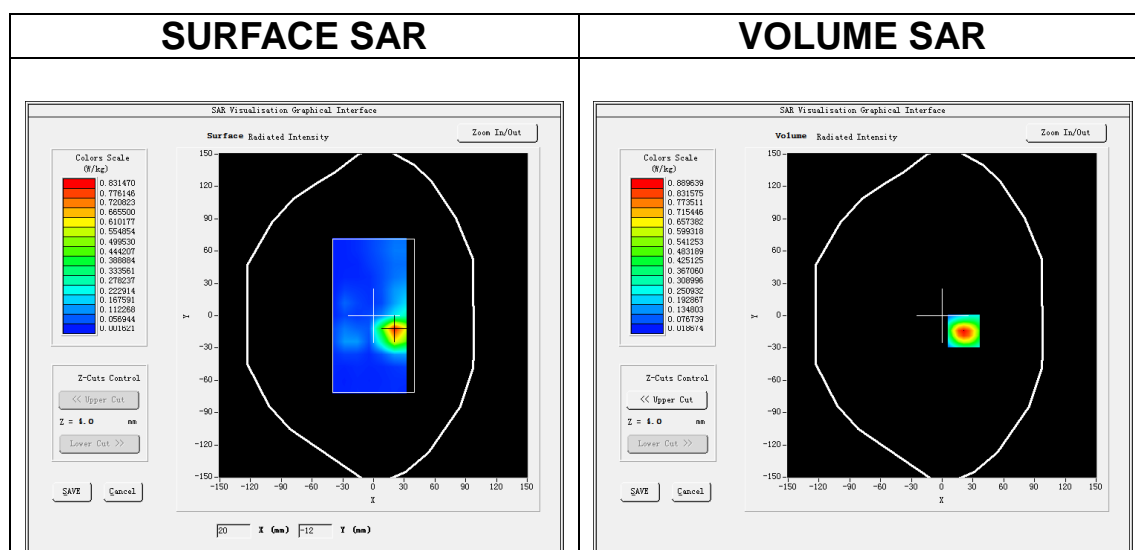 SURFACE SAR
VOLUME SAR
SAR Visualisation Graphical Interface
Surface Radiated Intensity
Zoom In/Out
Colors Scale
(W/kg)
0.831470
0.776146
0.720823
0.665500
0.610177
0.554854
0.499530
0.444207
0.388884
0.333561
0.278237
0.222914
0.167591
0.112268
0.056944
0.001621
Z-Cuts Control
<< Upper Cut
Z = 4.0 mm
Lower Cut >>
SAVE
Cancel
150
120
90
60
30
0
-30
-60
-90
-120
-150
Y
-150 -120 -90 -60 -30 0 30 60 90 120 150
X
20 X (mm) -12 Y (mm)
SAR Visualisation Graphical Interface
Volume Radiated Intensity
Zoom In/Out
Colors Scale
(W/kg)
0.889639
0.831575
0.773511
0.715446
0.657382
0.599318
0.541253
0.483189
0.425125
0.367060
0.308996
0.250932
0.192867
0.134803
0.076739
0.018674
Z-Cuts Control
<< Upper Cut
Z = 4.0 mm
Lower Cut >>
SAVE
Cancel
150
120
90
60
30
0
-30
-60
-90
-120
-150
Y
-150 -120 -90 -60 -30 0 30 60 90 120 150
X